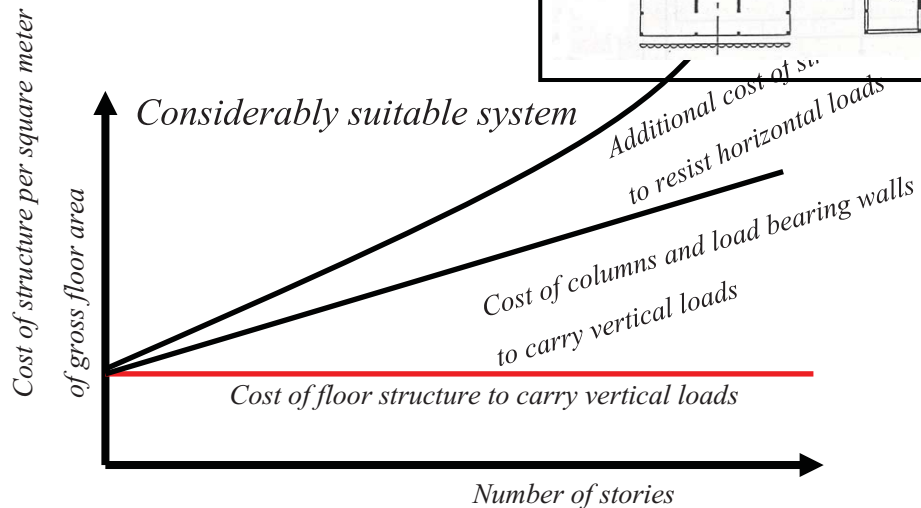 Cost of structure per square meter
of gross floor area
Considerably suitable system
Additional cost of
to resist horizontal loads
Cost of columns and load bearing walls
to carry vertical loads
Cost of floor structure to carry vertical loads
Number of stories